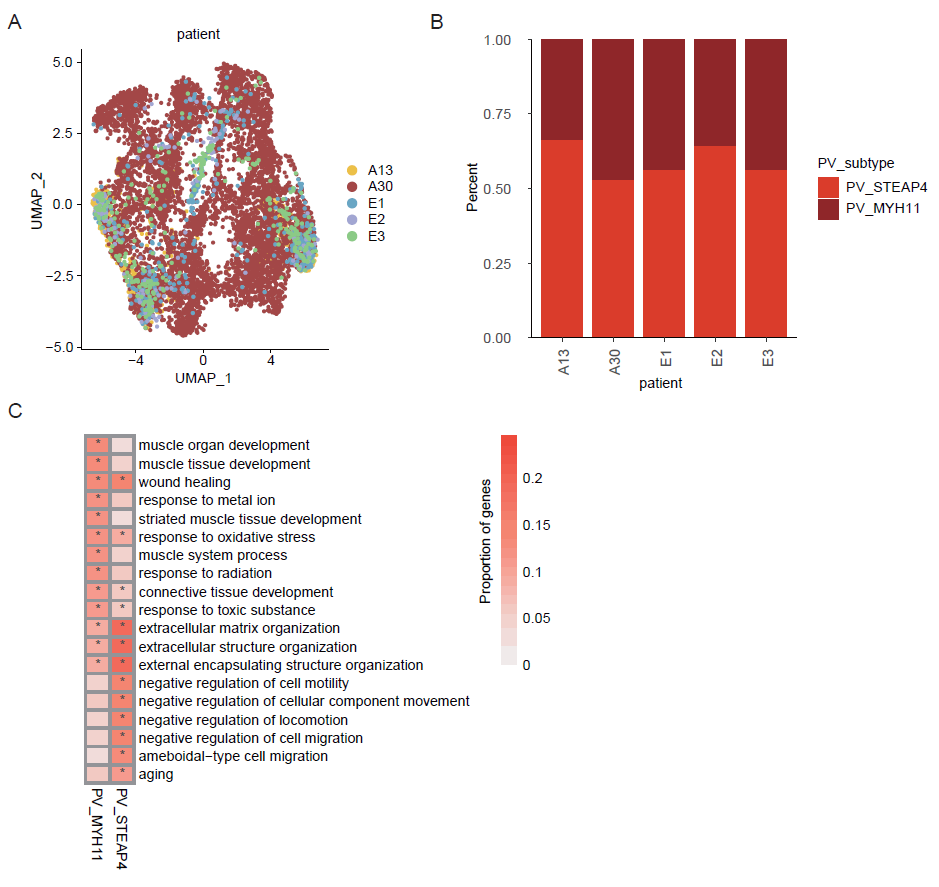 A
patient
5.0
2.5
0.0
−2.5
−5.0
UMAP_2
−4
0
4
UMAP_1
A13
A30
E1
E2
E3
B
1.00
0.75
0.50
0.25
0.00
Percent
A13
A30
E1
E2
E3
patient
PV_subtype
PV_STEAP4
PV_MYH11
C
* muscle organ development
* muscle tissue development
* * wound healing
* response to metal ion
* striated muscle tissue development
* * response to oxidative stress
* muscle system process
* response to radiation
* * connective tissue development
* * response to toxic substance
* * extracellular matrix organization
* * extracellular structure organization
* * external encapsulating structure organization
* negative regulation of cell motility
* negative regulation of cellular component movement
* negative regulation of locomotion
* negative regulation of cell migration
* ameboidal−type cell migration
* aging
PV_MYH11
PV_STEAP4
Proportion of genes
0.2
0.15
0.1
0.05
0